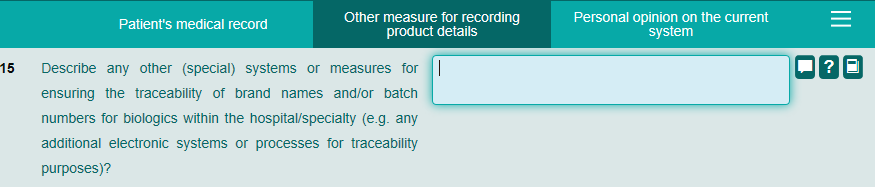 Patient's medical record
Other measure for recording
product details
Personal opinion on the current
system
15
Describe any other (special) systems or measures for
ensuring the traceability of brand names and/or batch
numbers for biologics within the hospital/specialty (e.g. any
additional electronic systems or processes for traceability
purposes)?
?